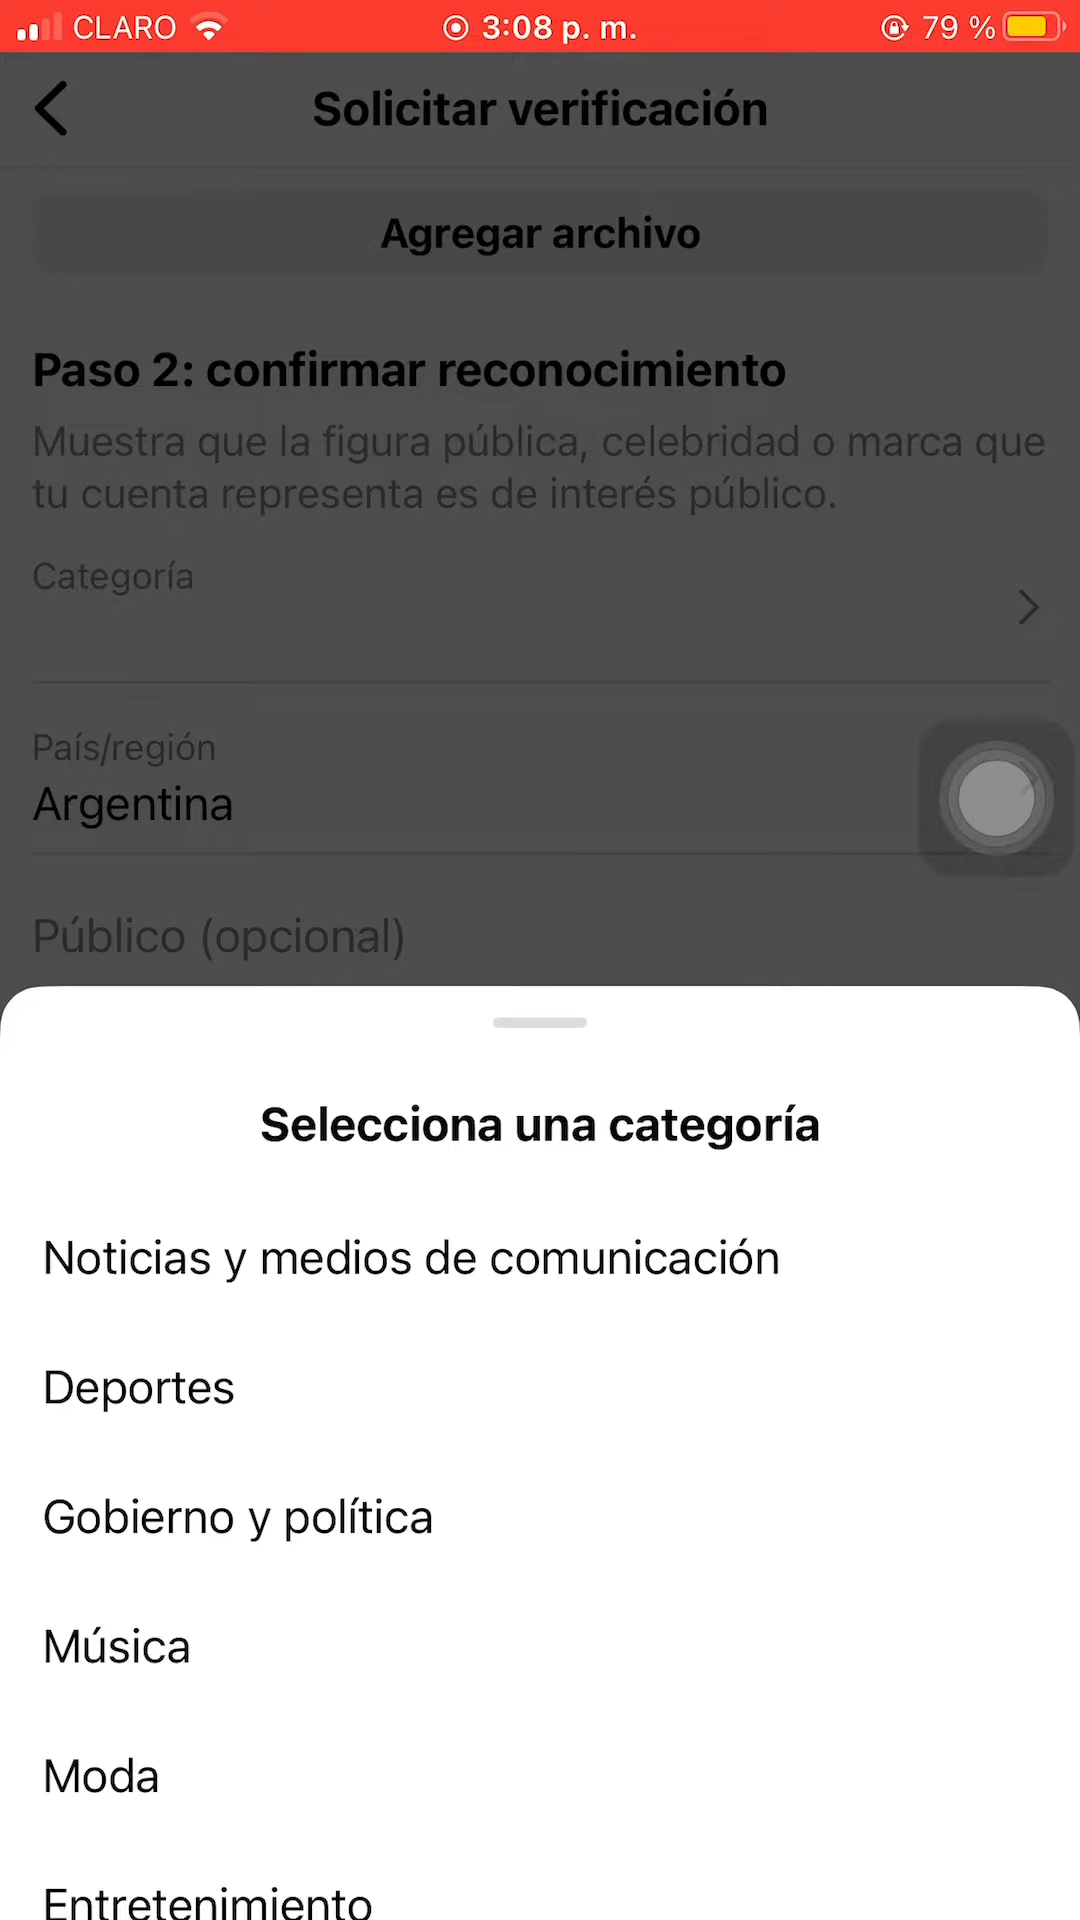 CLARO 3:08 p. m. 79 %
Solicitar verificación
Agregar archivo
Paso 2: confirmar reconocimiento
Muestra que la figura pública, celebridad o marca que
tu cuenta representa es de interés público.
Categoría
País/región
Argentina
Público (opcional)
Selecciona una categoría
Noticias y medios de comunicación
Deportes
Gobierno y política
Música
Moda
Entretenimiento